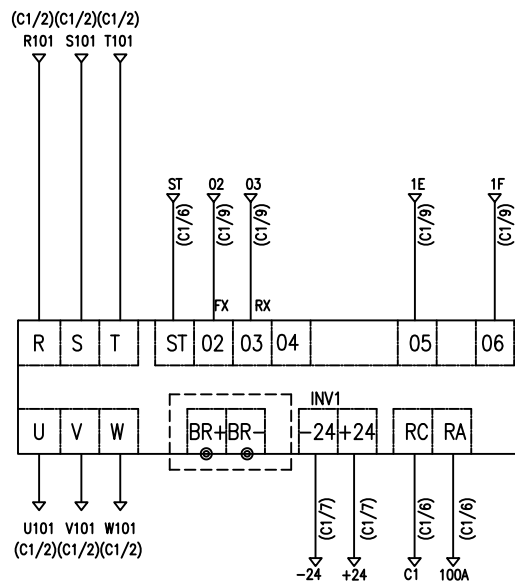 (C1/2)(C1/2)(C1/2)
R101 S101 T101
ST 02 03 1E 1F
(C1/6) (C1/9) (C1/9) (C1/9) (C1/9)
FX RX
R S T ST 02 03 04 05 06
INV1
U V W BR+ BR- -24 +24 RC RA
(C1/7) (C1/7) (C1/6) (C1/6)
U101 V101 W101
(C1/2)(C1/2)(C1/2)
-24 +24 C1 100A